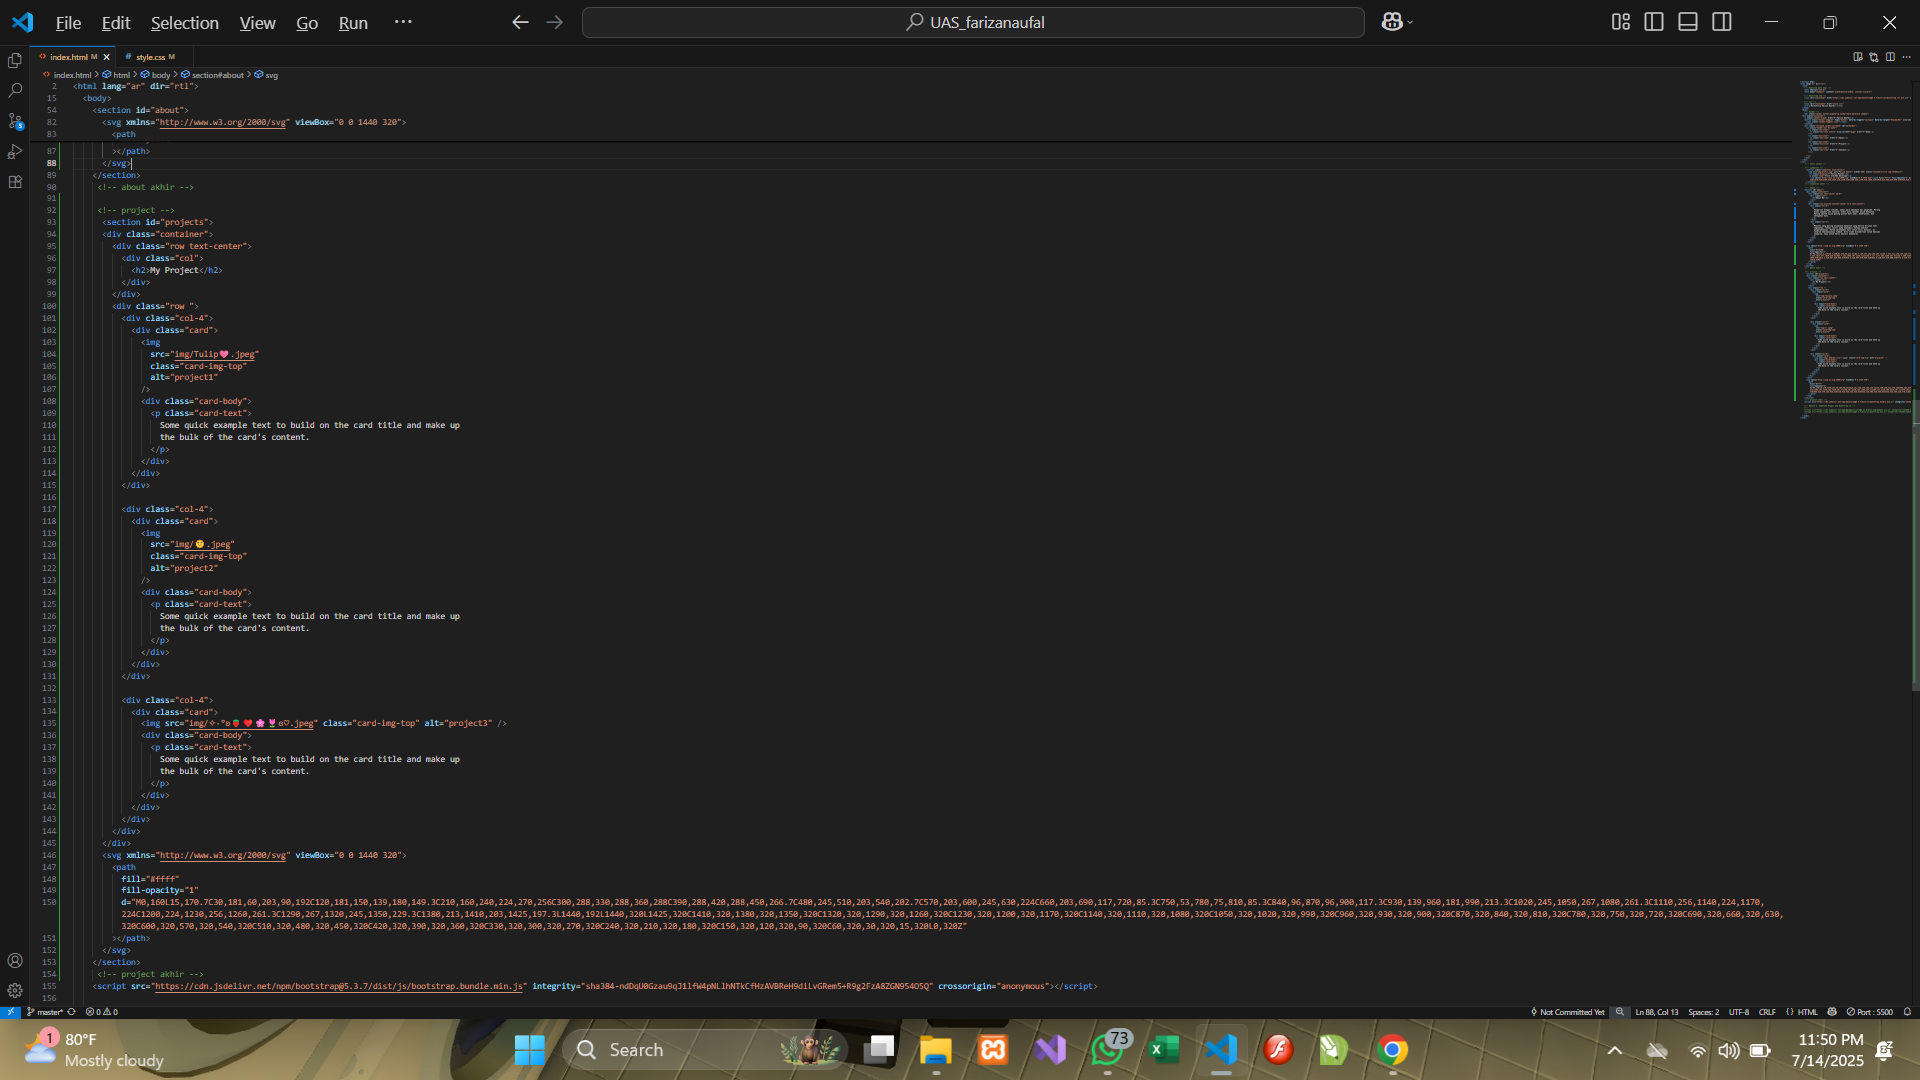 File Edit Selection View Go Run ···
UAS_farizanaufal
index.html M
style.css M
index.html > html > body > section#about > svg
2 <html lang="ar" dir="rtl">
15 <body>
54 <section id="about">
82 <svg xmlns="http://www.w3.org/2000/svg" viewBox="0 0 1440 320">
83 <path
87 ></path>
88 </svg>
89 </section>
90 <!-- about akhir -->
91
92 <!-- project -->
93 <section id="projects">
94 <div class="container">
95 <div class="row text-center">
96 <div class="col">
97 <h2>My Project</h2>
98 </div>
99 </div>
100 <div class="row ">
101 <div class="col-4">
102 <div class="card">
103 <img
104 src="img/Tulip🩷.jpeg"
105 class="card-img-top"
106 alt="project1"
107 />
108 <div class="card-body">
109 <p class="card-text">
110 Some quick example text to build on the card title and make up
111 the bulk of the card's content.
112 </p>
113 </div>
114 </div>
115 </div>
116
117 <div class="col-4">
118 <div class="card">
119 <img
120 src="img/.jpeg"
121 class="card-img-top"
122 alt="project2"
123 />
124 <div class="card-body">
125 <p class="card-text">
126 Some quick example text to build on the card title and make up
127 the bulk of the card's content.
128 </p>
129 </div>
130 </div>
131 </div>
132
133 <div class="col-4">
134 <div class="card">
135 <img src="img/✧˖°ʚ🍓❤️🌸🌷ɞ♡.jpeg" class="card-img-top" alt="project3" />
136 <div class="card-body">
137 <p class="card-text">
138 Some quick example text to build on the card title and make up
139 the bulk of the card's content.
140 </p>
141 </div>
142 </div>
143 </div>
144 </div>
145 </div>
146 <svg xmlns="http://www.w3.org/2000/svg" viewBox="0 0 1440 320">
147 <path
148 fill="#ffff"
149 fill-opacity="1"
150 d="M0,160L15,170.7C30,181,60,203,90,192C120,181,150,139,180,149.3C210,160,240,224,270,256C300,288,330,288,360,288C390,288,420,288,450,266.7C480,245,510,203,540,202.7C570,203,600,245,630,224C660,203,690,117,720,85.3C750,53,780,75,810,85.3C840,96,870,96,900,117.3C930,139,960,181,990,213.3C1020,245,1050,267,1080,261.3C1110,256,1140,224,1170,
224C1200,224,1230,256,1260,261.3C1290,267,1320,245,1350,229.3C1380,213,1410,203,1425,197.3L1440,192L1440,320L1425,320C1410,320,1380,320,1350,320C1320,320,1290,320,1260,320C1230,320,1200,320,1170,320C1140,320,1110,320,1080,320C1050,320,1020,320,990,320C960,320,930,320,900,320C870,320,840,320,810,320C780,320,750,320,720,320C690,320,660,320,630,
320C600,320,570,320,540,320C510,320,480,320,450,320C420,320,390,320,360,320C330,320,300,320,270,320C240,320,210,320,180,320C150,320,120,320,90,320C60,320,30,320,15,320L0,320Z"
151 ></path>
152 </svg>
153 </section>
154 <!-- project akhir -->
155 <script src="https://cdn.jsdelivr.net/npm/bootstrap@5.3.7/dist/js/bootstrap.bundle.min.js" integrity="sha384-ndDqU0Gzau9qJ1lfW4pNLlhNTkCfHzAVBReH9diLvGRem5+R9g2FzA8ZGN954O5Q" crossorigin="anonymous"></script>
156
master* 0 0
Not Committed Yet Ln 88, Col 13 Spaces: 2 UTF-8 CRLF {} HTML Port : 5500
1
80°F
Mostly cloudy
Search
73
11:50 PM
7/14/2025